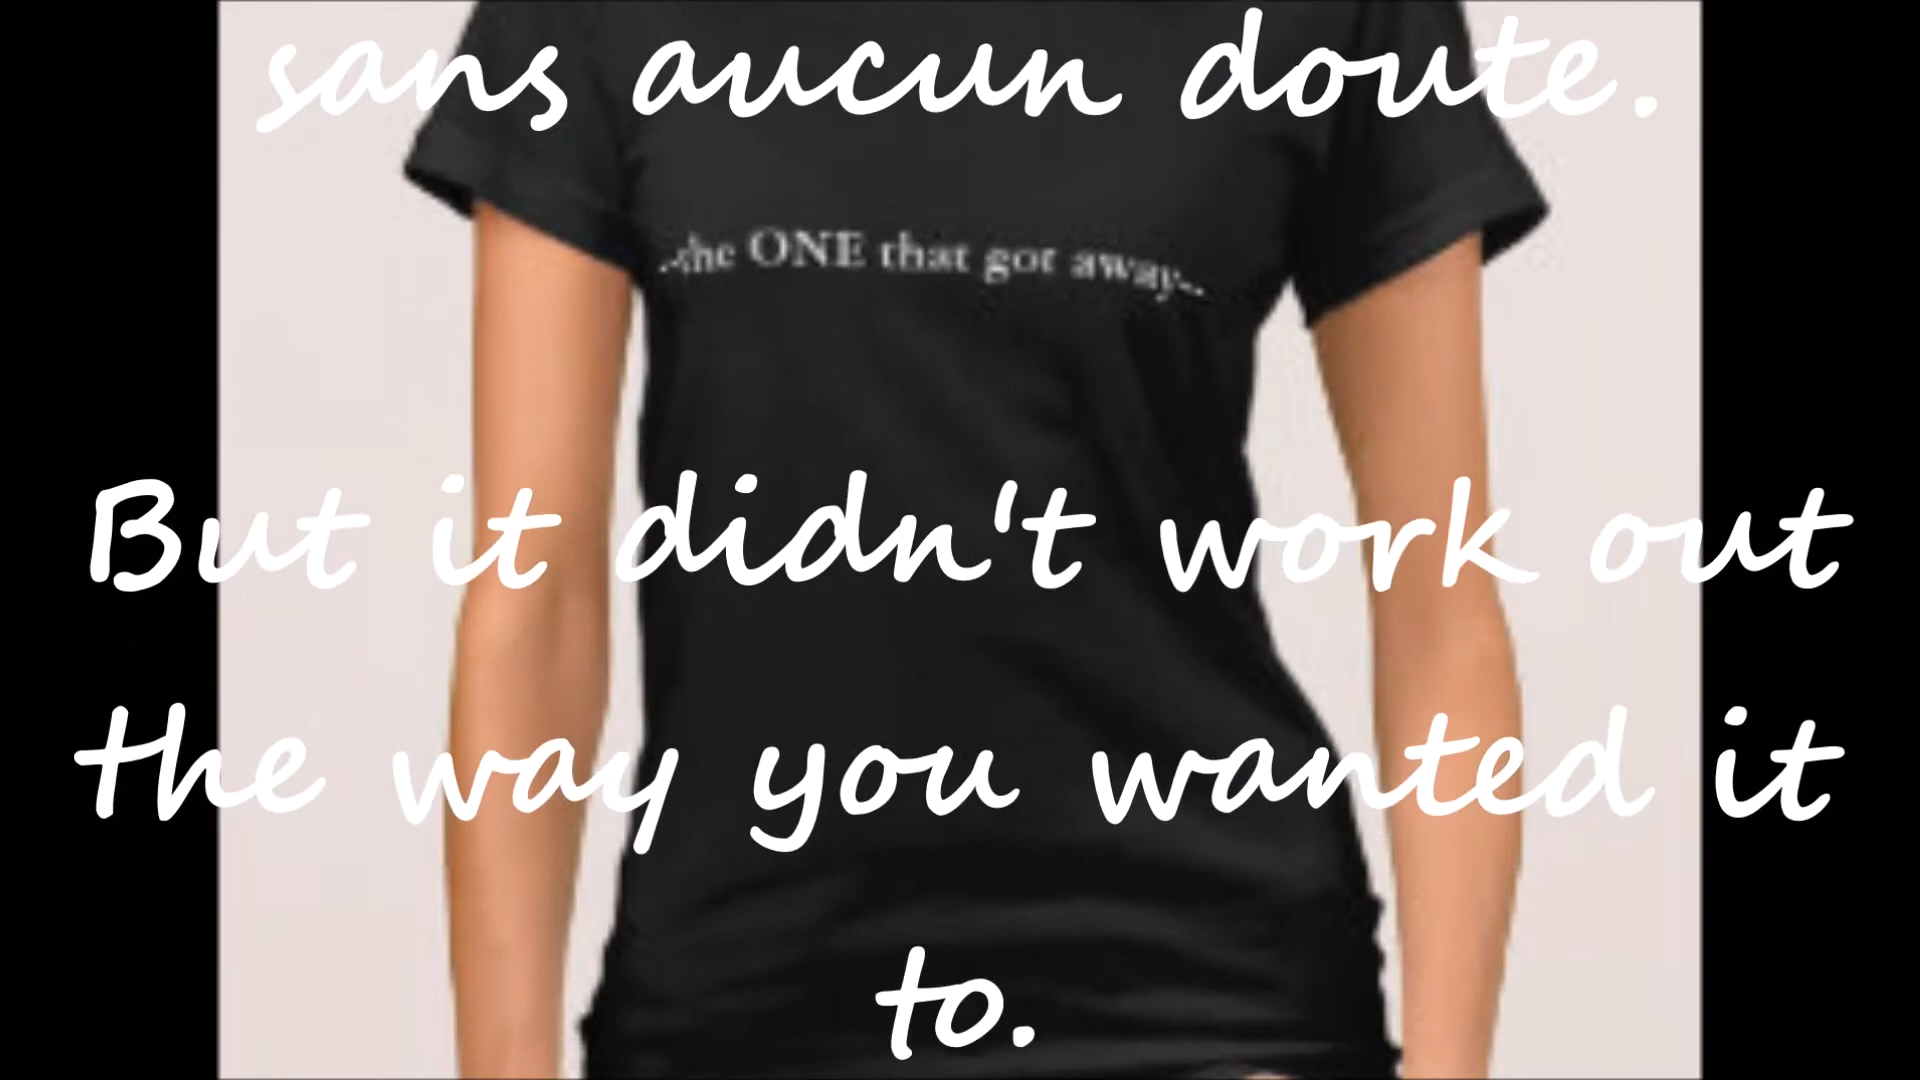 sans aucun doute.
..the ONE that got away..
But it didn't work out
the way you wanted it
to.